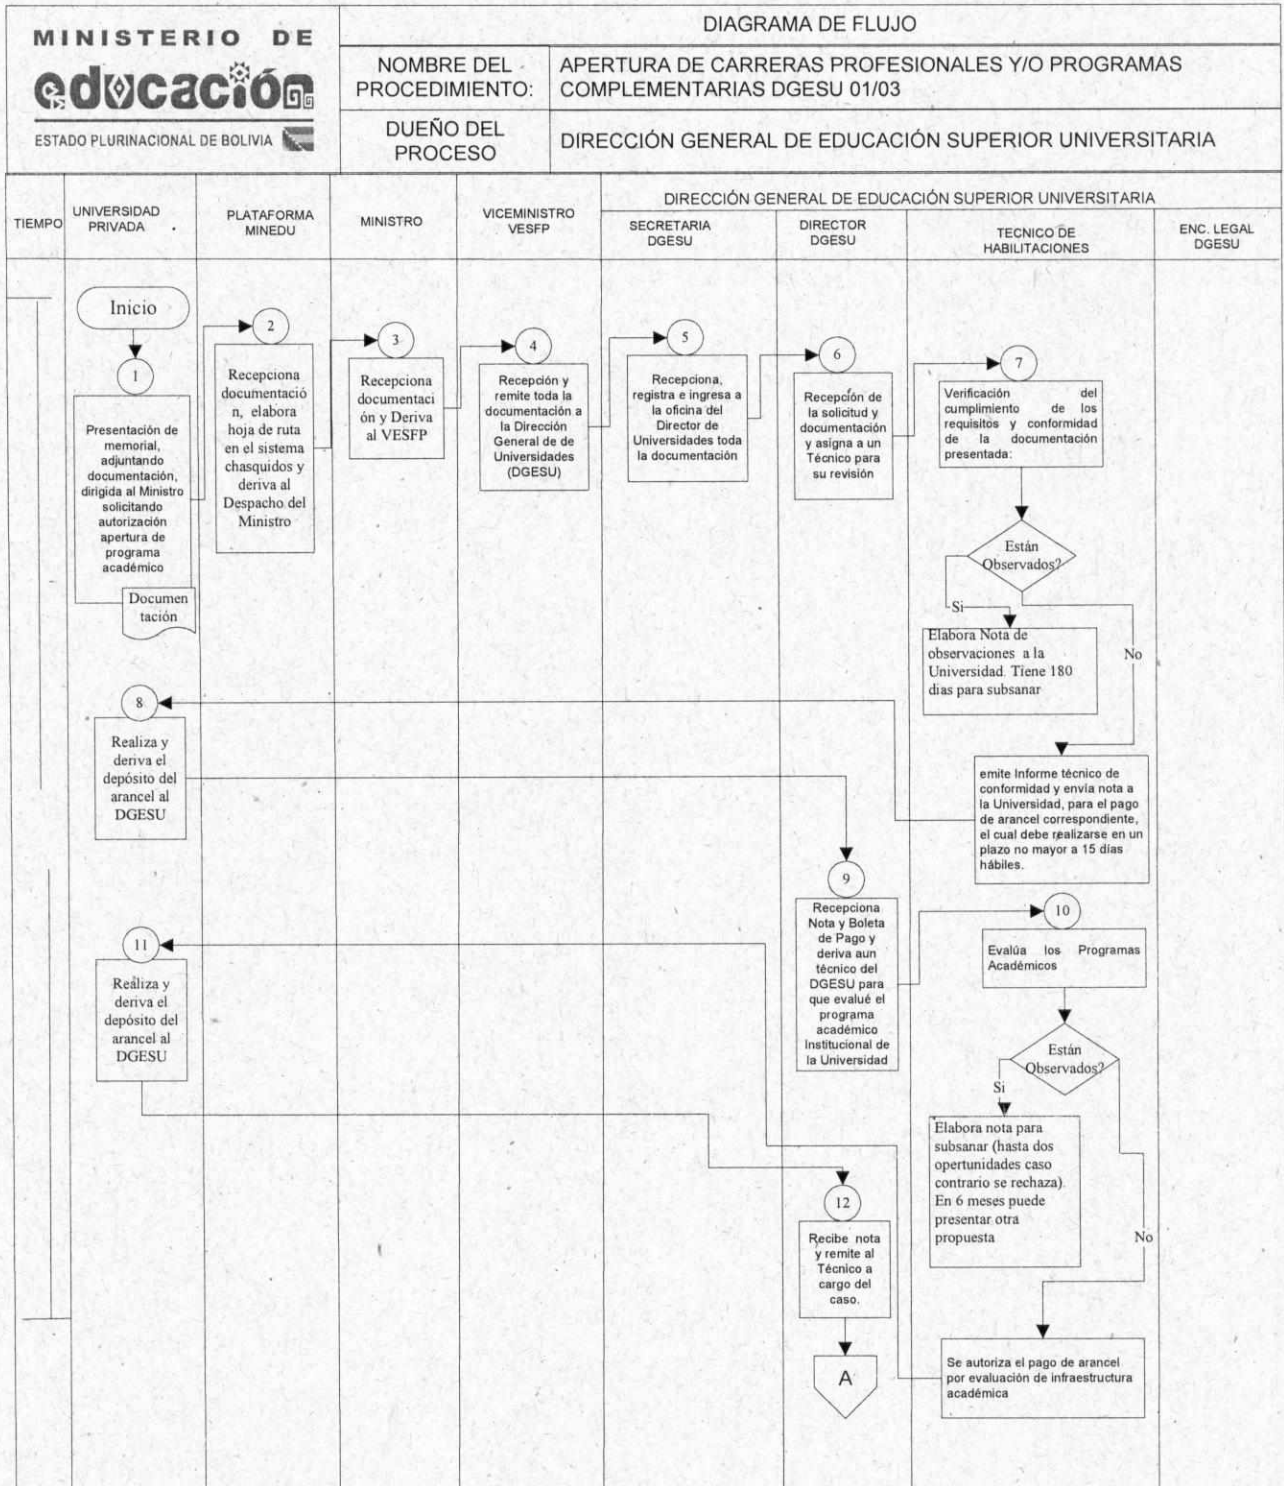 MINISTERIO DE
educación
ESTADO PLURINACIONAL DE BOLIVIA
DIAGRAMA DE FLUJO
NOMBRE DEL
PROCEDIMIENTO:
APERTURA DE CARRERAS PROFESIONALES Y/O PROGRAMAS
COMPLEMENTARIAS DGESU 01/03
DUEÑO DEL
PROCESO
DIRECCIÓN GENERAL DE EDUCACIÓN SUPERIOR UNIVERSITARIA
TIEMPO
UNIVERSIDAD
PRIVADA
PLATAFORMA
MINEDU
MINISTRO
VICEMINISTRO
VESFP
DIRECCIÓN GENERAL DE EDUCACIÓN SUPERIOR UNIVERSITARIA
SECRETARIA
DGESU
DIRECTOR
DGESU
TECNICO DE
HABILITACIONES
ENC. LEGAL
DGESU
Inicio
1
Presentación de
memorial,
adjuntando
documentación,
dirigida al Ministro
solicitando
autorización
apertura de
programa
académico
Documen
tación
2
Recepciona
documentació
n, elabora
hoja de ruta
en el sistema
chasquidos y
deriva al
Despacho del
Ministro
3
Recepciona
documentaci
ón y Deriva
al VESFP
4
Recepción y
remite toda la
documentación a
la Dirección
General de de
Universidades
(DGESU)
5
Recepciona,
registra e ingresa a
la oficina del
Director de
Universidades toda
la documentación
6
Recepción de
la solicitud y
documentación
y asigna a un
Técnico para
su revisión
7
Verificación del
cumplimiento de los
requisitos y conformidad
de la documentación
presentada:
Están
Observados?
Si
No
Elabora Nota de
observaciones a la
Universidad. Tiene 180
dias para subsanar
emite Informe técnico de
conformidad y envía nota a
la Universidad, para el pago
de arancel correspondiente,
el cual debe realizarse en un
plazo no mayor a 15 días
hábiles.
8
Realiza y
deriva el
depósito del
arancel al
DGESU
9
Recepciona
Nota y Boleta
de Pago y
deriva aun
técnico del
DGESU para
que evalué el
programa
académico
Institucional de
la Universidad
10
Evalúa los Programas
Académicos
Están
Observados?
Si
No
Elabora nota para
subsanar (hasta dos
opertunidades caso
contrario se rechaza).
En 6 meses puede
presentar otra
propuesta
Se autoriza el pago de arancel
por evaluación de infraestructura
académica
11
Realiza y
deriva el
depósito del
arancel al
DGESU
12
Recibe nota
y remite al
Técnico a
cargo del
caso.
A